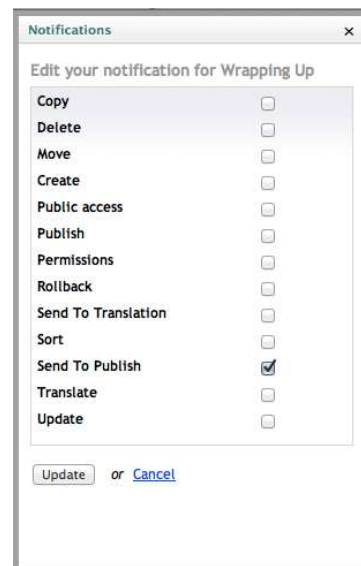 Notifications
Edit your notification for Wrapping Up
Copy
Delete
Move
Create
Public access
Publish
Permissions
Rollback
Send To Translation
Sort
Send To Publish
Translate
Update
Update or Cancel